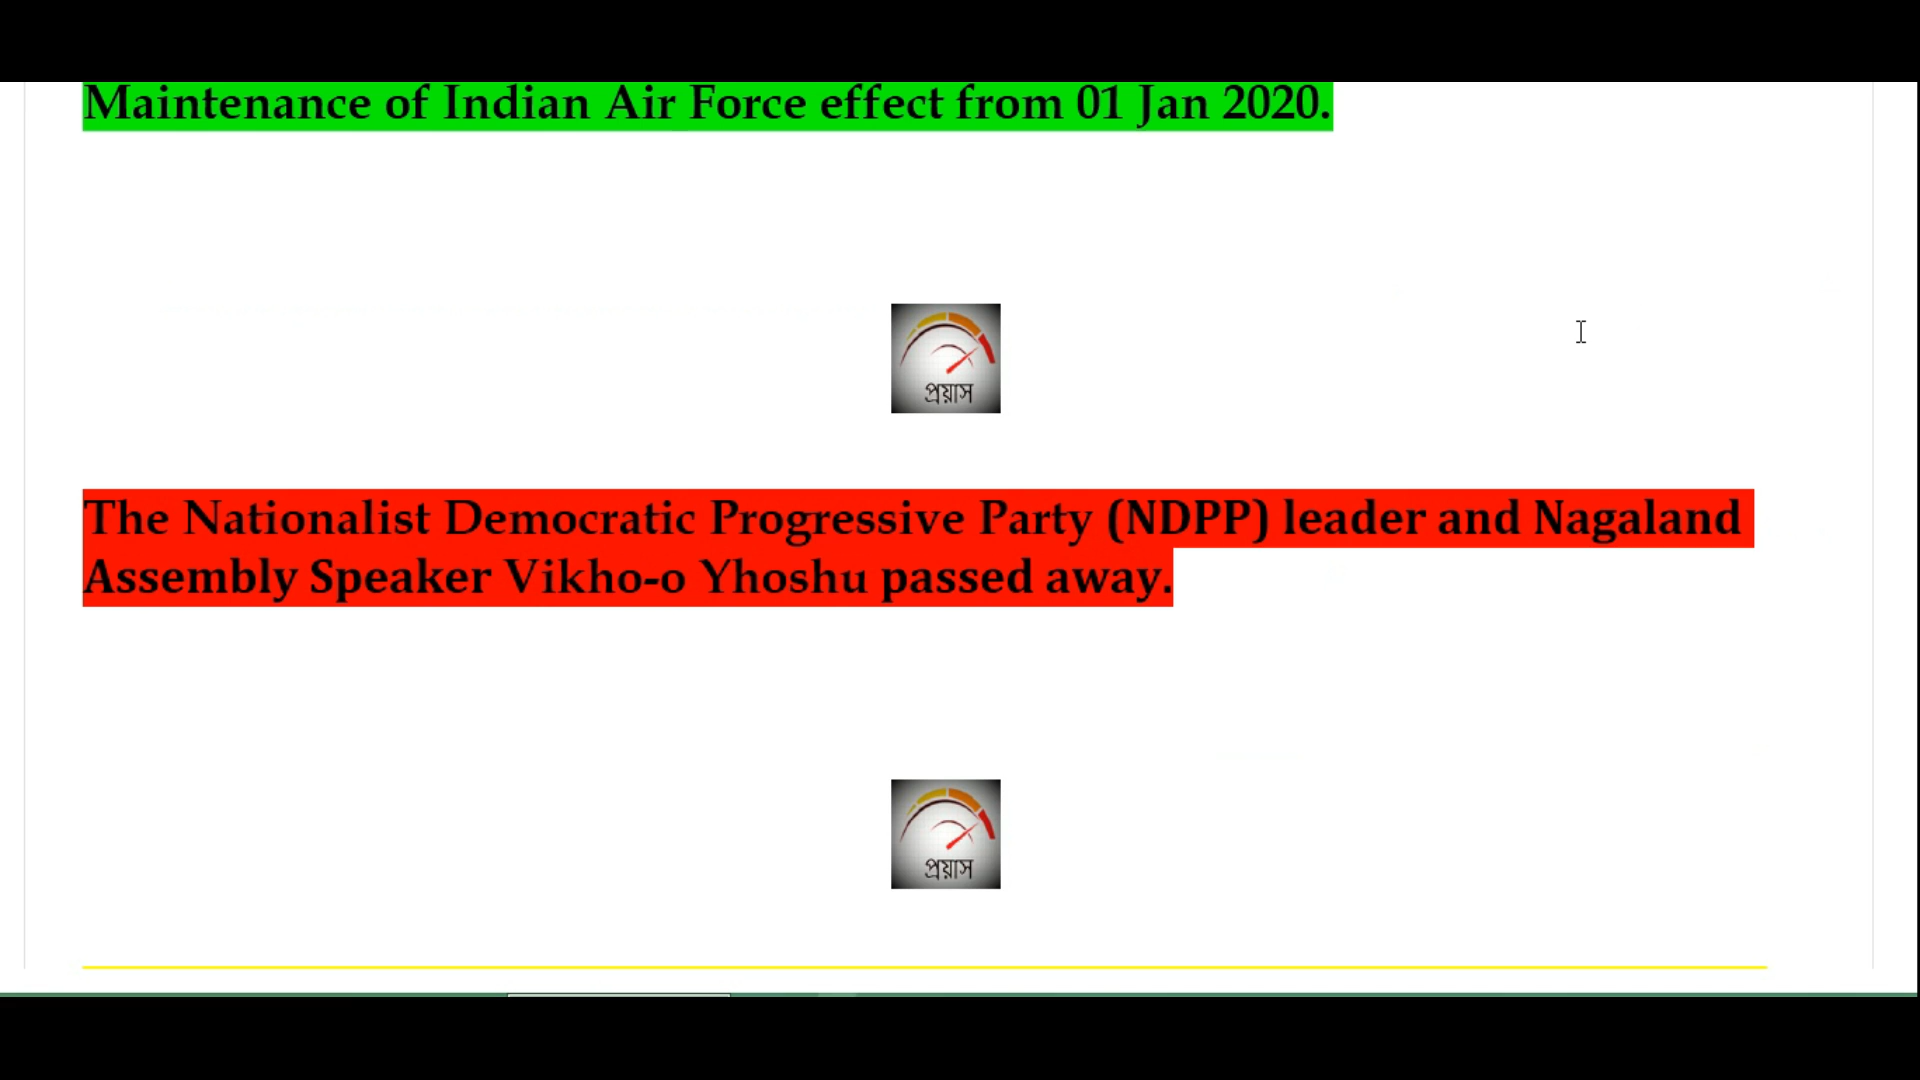 Maintenance of Indian Air Force effect from 01 Jan 2020.
প্রয়াস
The Nationalist Democratic Progressive Party (NDPP) leader and Nagaland
Assembly Speaker Vikho-o Yhoshu passed away.
প্রয়াস